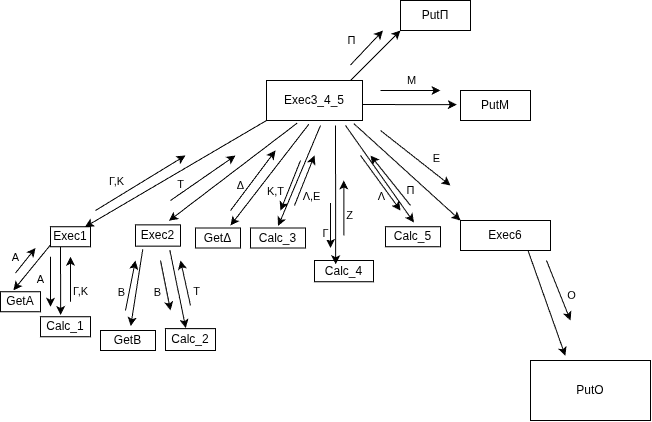 PutΠ
Π
Exec3_4_5
Μ
PutM
Γ,Κ
Τ
Δ
Κ,Τ
Λ,Ε
Γ
Ζ
Λ
Π
Ε
Exec1
Exec2
GetΔ
Calc_3
Calc_4
Calc_5
Exec6
Α
Α
Γ,Κ
Β
Β
Τ
Ο
GetA
Calc_1
GetB
Calc_2
PutO